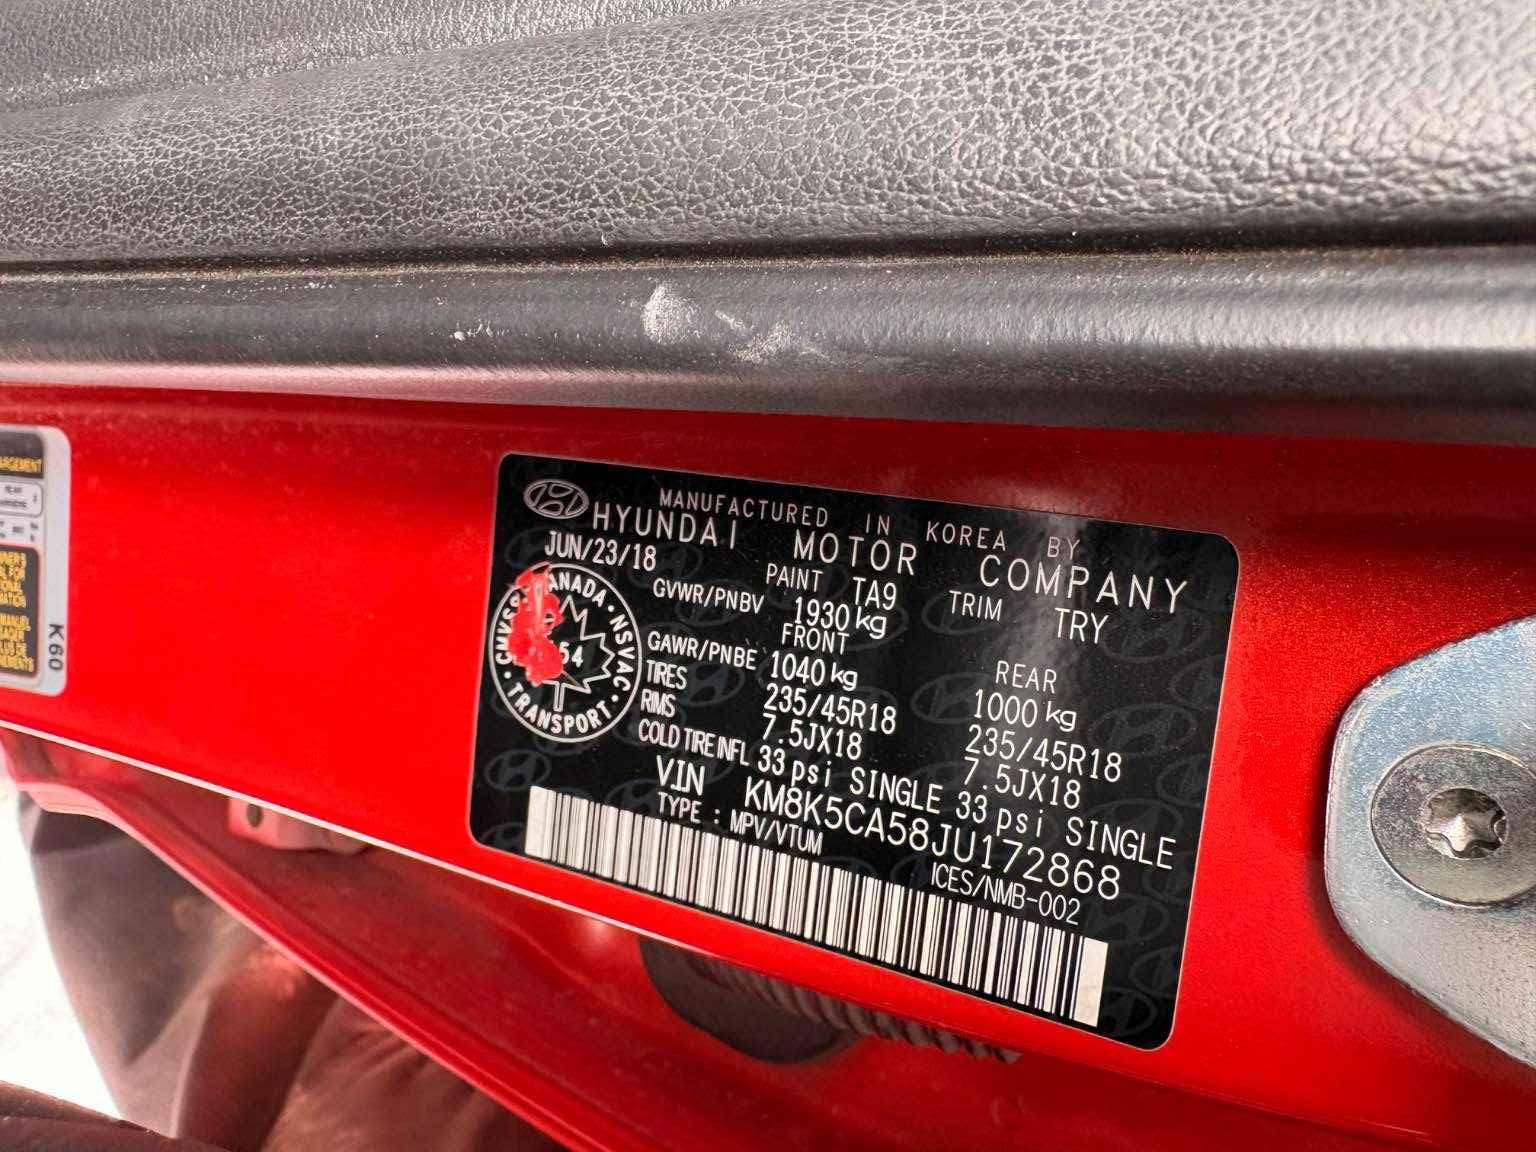 MANUFACTURED IN KOREA BY
HYUNDAI MOTOR COMPANY
JUN/23/18 PAINT TA9 TRIM TRY
GVWR/PNBV 1930 kg
FRONT REAR
GAWR/PNBE 1040 kg 1000 kg
TIRES 235/45R18 235/45R18
RIMS 7.5JX18 7.5JX18
COLD TIRE INFL 33 psi SINGLE 33 psi SINGLE
VIN KM8K5CA58JU172868
TYPE : MPV/VTUM ICES/NMB-002
CANADA · NSVAC · TRANSPORT ·
54
K60